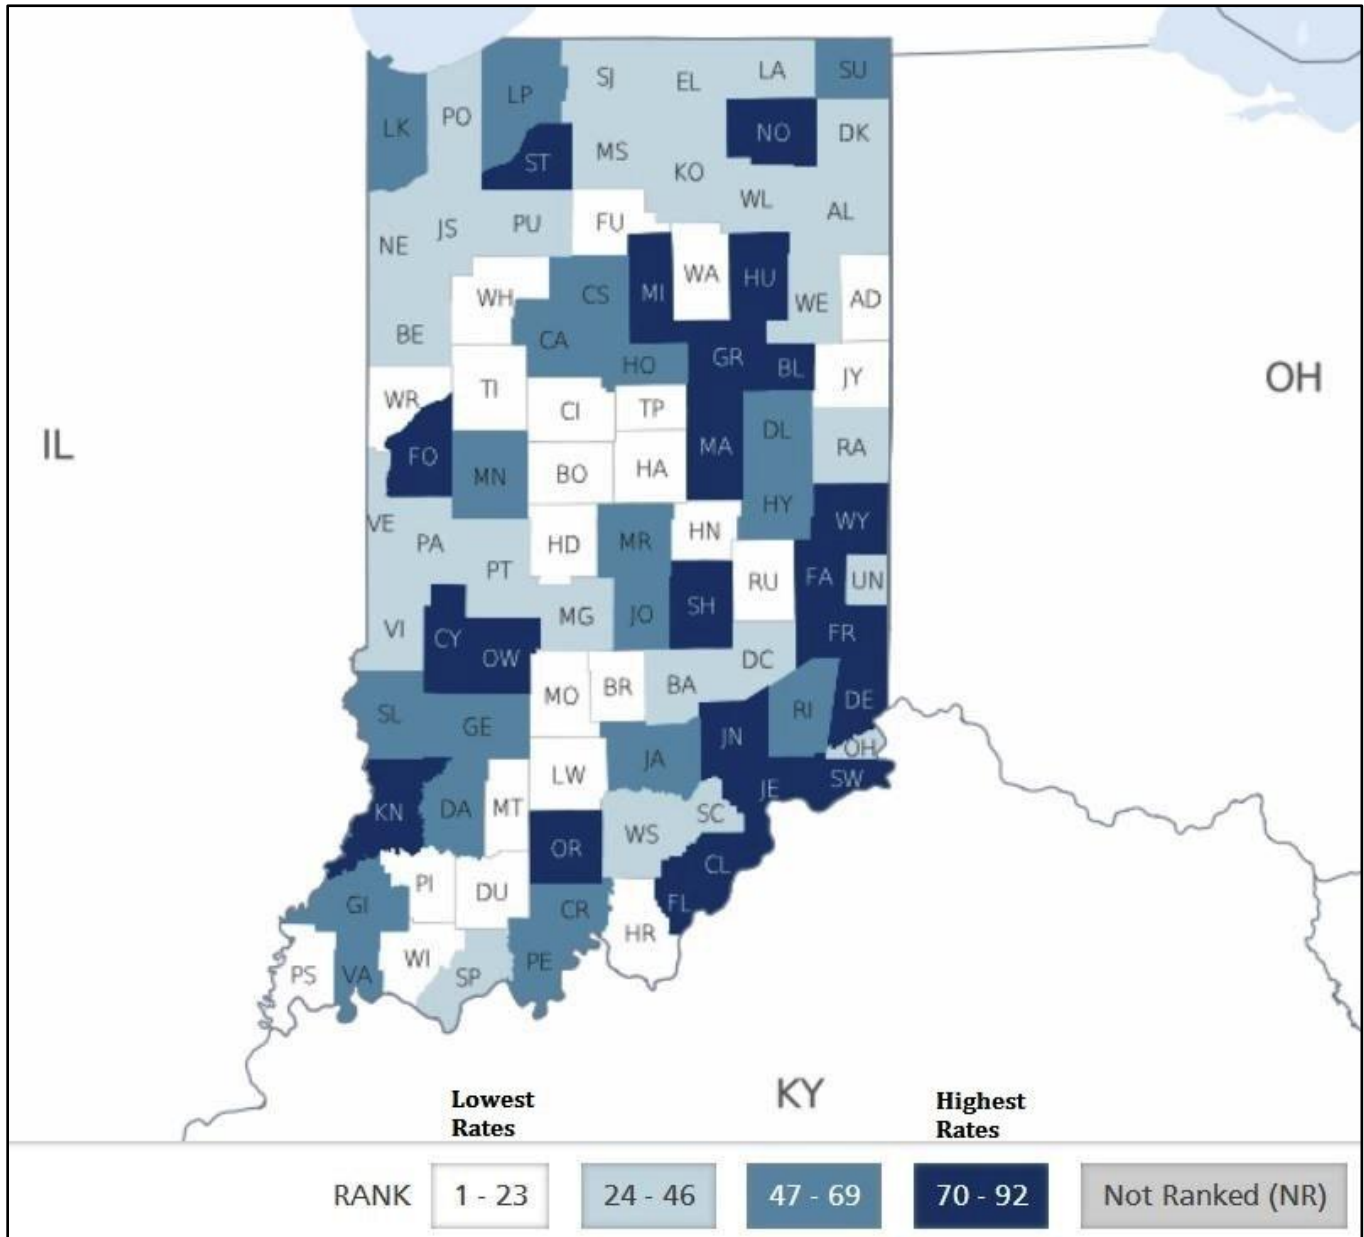 SJ EL LA SU
LP
PO
LK NO DK
ST MS
KO
WL
AL
NE JS PU FU
WA HU
WH CS MI WE AD
BE CA
HO GR BL JY
OH
WR TI CI TP
IL
FO MN BO HA MA DL RA
VE PA HD MR HN HY WY
PT RU FA UN
VI CY MG JO SH FR
OW DC
MO BR BA RI DE
SL GE JN OH
LW JA JE SW
KN DA MT WS SC
OR CL
GI PI DU CR FL
HR
PS VA WI SP PE
KY
Lowest
Rates
Highest
Rates
RANK 1 - 23 24 - 46 47 - 69 70 - 92 Not Ranked (NR)